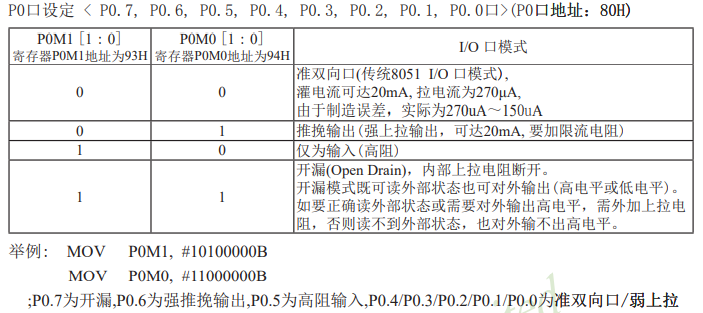 P0口设定 < P0.7, P0.6, P0.5, P0.4, P0.3, P0.2, P0.1, P0.0口>(P0口地址：80H)
P0M1 [1:0] P0M0 [1:0] I/O 口模式
寄存器P0M1地址为93H 寄存器P0M0地址为94H
准双向口(传统8051 I/O 口模式),
0 0 灌电流可达20mA, 拉电流为270μA,
由于制造误差，实际为270uA～150uA
0 1 推挽输出(强上拉输出，可达20mA, 要加限流电阻)
1 0 仅为输入(高阻)
开漏(Open Drain)，内部上拉电阻断开。
开漏模式既可读外部状态也可对外输出(高电平或低电平)。
1 1 如要正确读外部状态或需要对外输出高电平，需外加上拉电
阻，否则读不到外部状态，也对外输不出高电平。
举例: MOV P0M1, #10100000B
MOV P0M0, #11000000B
;P0.7为开漏,P0.6为强推挽输出,P0.5为高阻输入,P0.4/P0.3/P0.2/P0.1/P0.0为准双向口/弱上拉